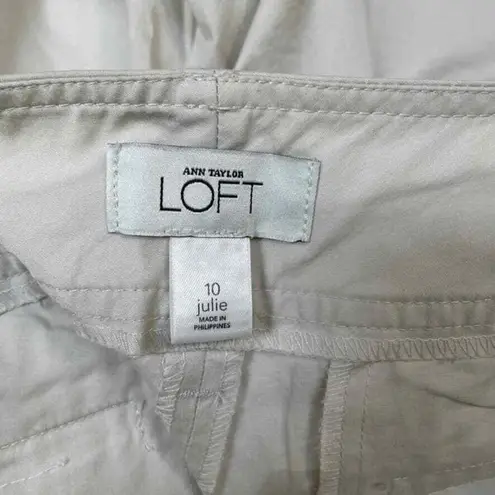 ANN TAYLOR
LOFT
10
julie
MADE IN
PHILIPPINES